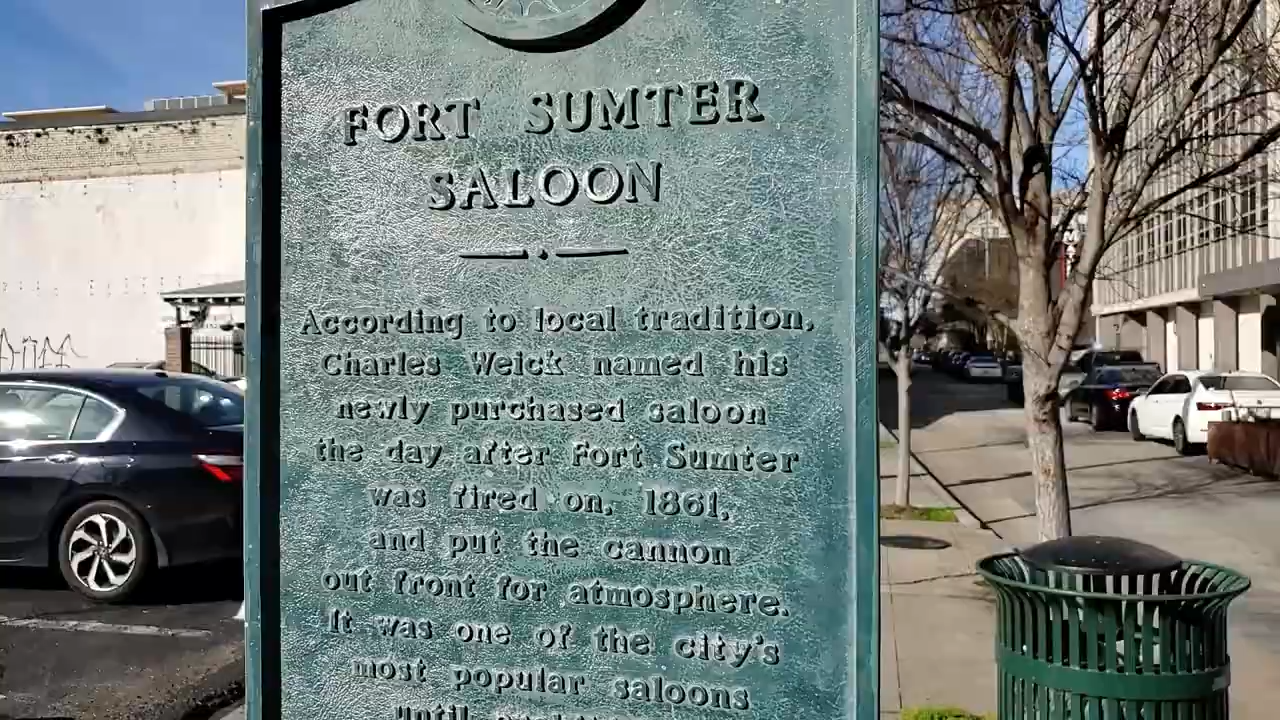 FORT SUMTER
SALOON
According to local tradition,
Charles Weick named his
newly purchased saloon
the day after Fort Sumter
was fired on, 1861,
and put the cannon
out front for atmosphere.
It was one of the city's
most popular saloons
until